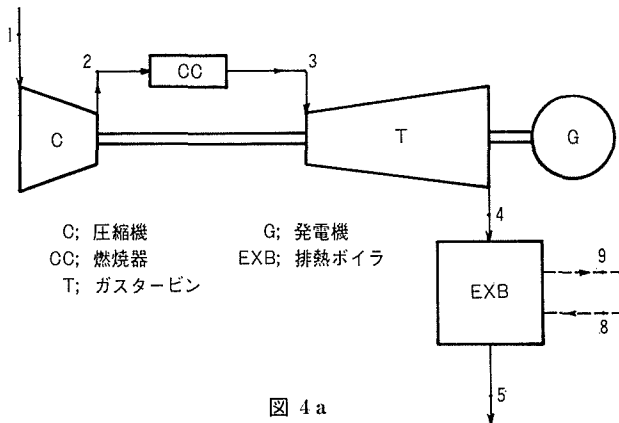 1
2
CC
3
C
T
G
4
C; 圧縮機
G; 発電機
CC; 燃焼器
EXB; 排熱ボイラ
T; ガスタービン
EXB
9
8
5
図 4 a